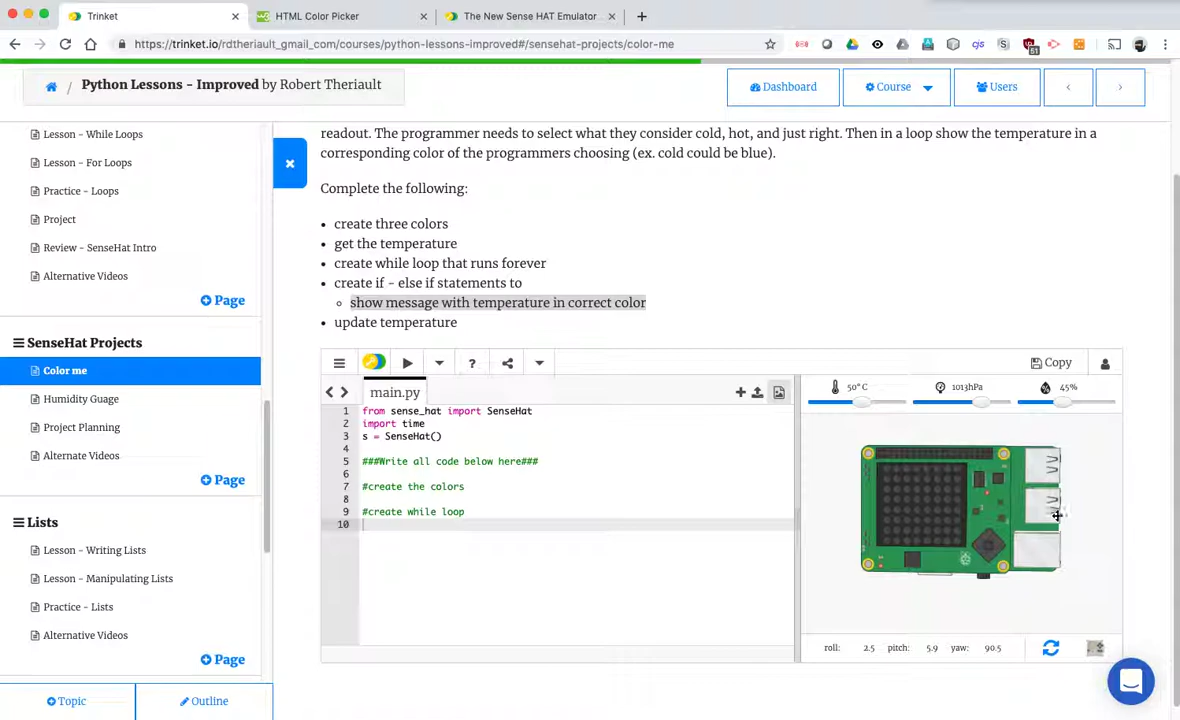 Trinket
HTML Color Picker
The New Sense HAT Emulator
https://trinket.io/rdtheriault_gmail_com/courses/python-lessons-improved#/sensehat-projects/color-me
51
cjs
S
/ Python Lessons - Improved by Robert Theriault
Dashboard
Course
Users
Lesson - While Loops
Lesson - For Loops
Practice - Loops
Project
Review - SenseHat Intro
Alternative Videos
Page
SenseHat Projects
Color me
Humidity Guage
Project Planning
Alternate Videos
Page
Lists
Lesson - Writing Lists
Lesson - Manipulating Lists
Practice - Lists
Alternative Videos
Page
Topic
Outline
readout. The programmer needs to select what they consider cold, hot, and just right. Then in a loop show the temperature in a
corresponding color of the programmers choosing (ex. cold could be blue).
Complete the following:
• create three colors
• get the temperature
• create while loop that runs forever
• create if - else if statements to
◦ show message with temperature in correct color
• update temperature
?
Copy
main.py
1 from sense_hat import SenseHat
2 import time
3 s = SenseHat()
4
5 ###Write all code below here###
6
7 #create the colors
8
9 #create while loop
10
50°C
1013hPa
45%
roll: 2.5 pitch: 5.9 yaw: 90.5